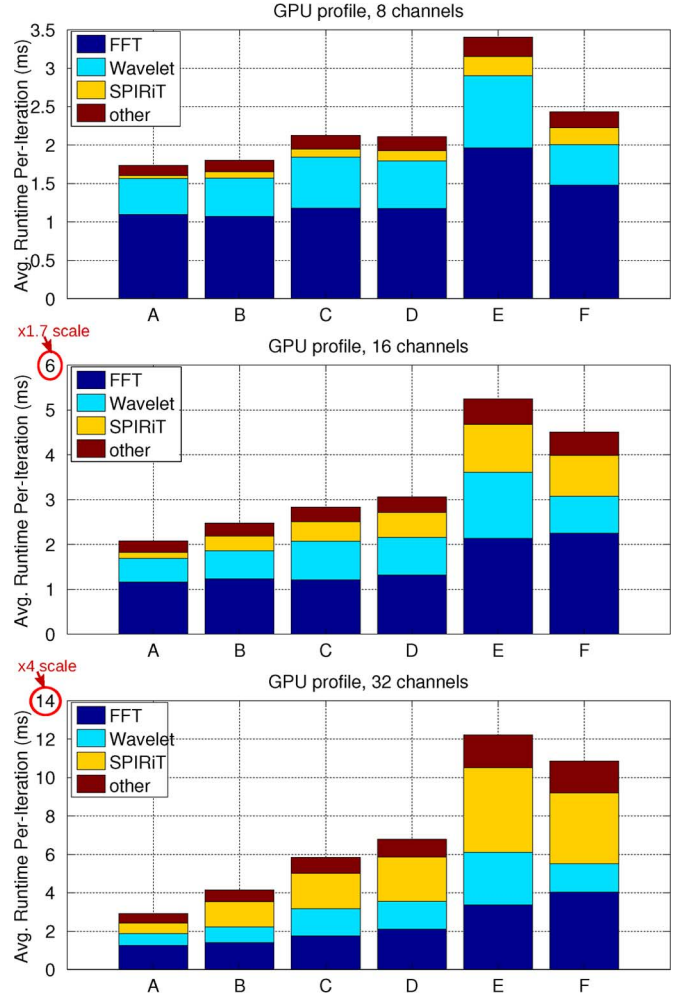 GPU profile, 8 channels
Avg. Runtime Per-Iteration (ms)
3.5
3
2.5
2
1.5
1
0.5
0
FFT
Wavelet
SPIRiT
other
A B C D E F
x1.7 scale
GPU profile, 16 channels
Avg. Runtime Per-Iteration (ms)
6
5
4
3
2
1
0
FFT
Wavelet
SPIRiT
other
A B C D E F
x4 scale
GPU profile, 32 channels
Avg. Runtime Per-Iteration (ms)
14
12
10
8
6
4
2
0
FFT
Wavelet
SPIRiT
other
A B C D E F